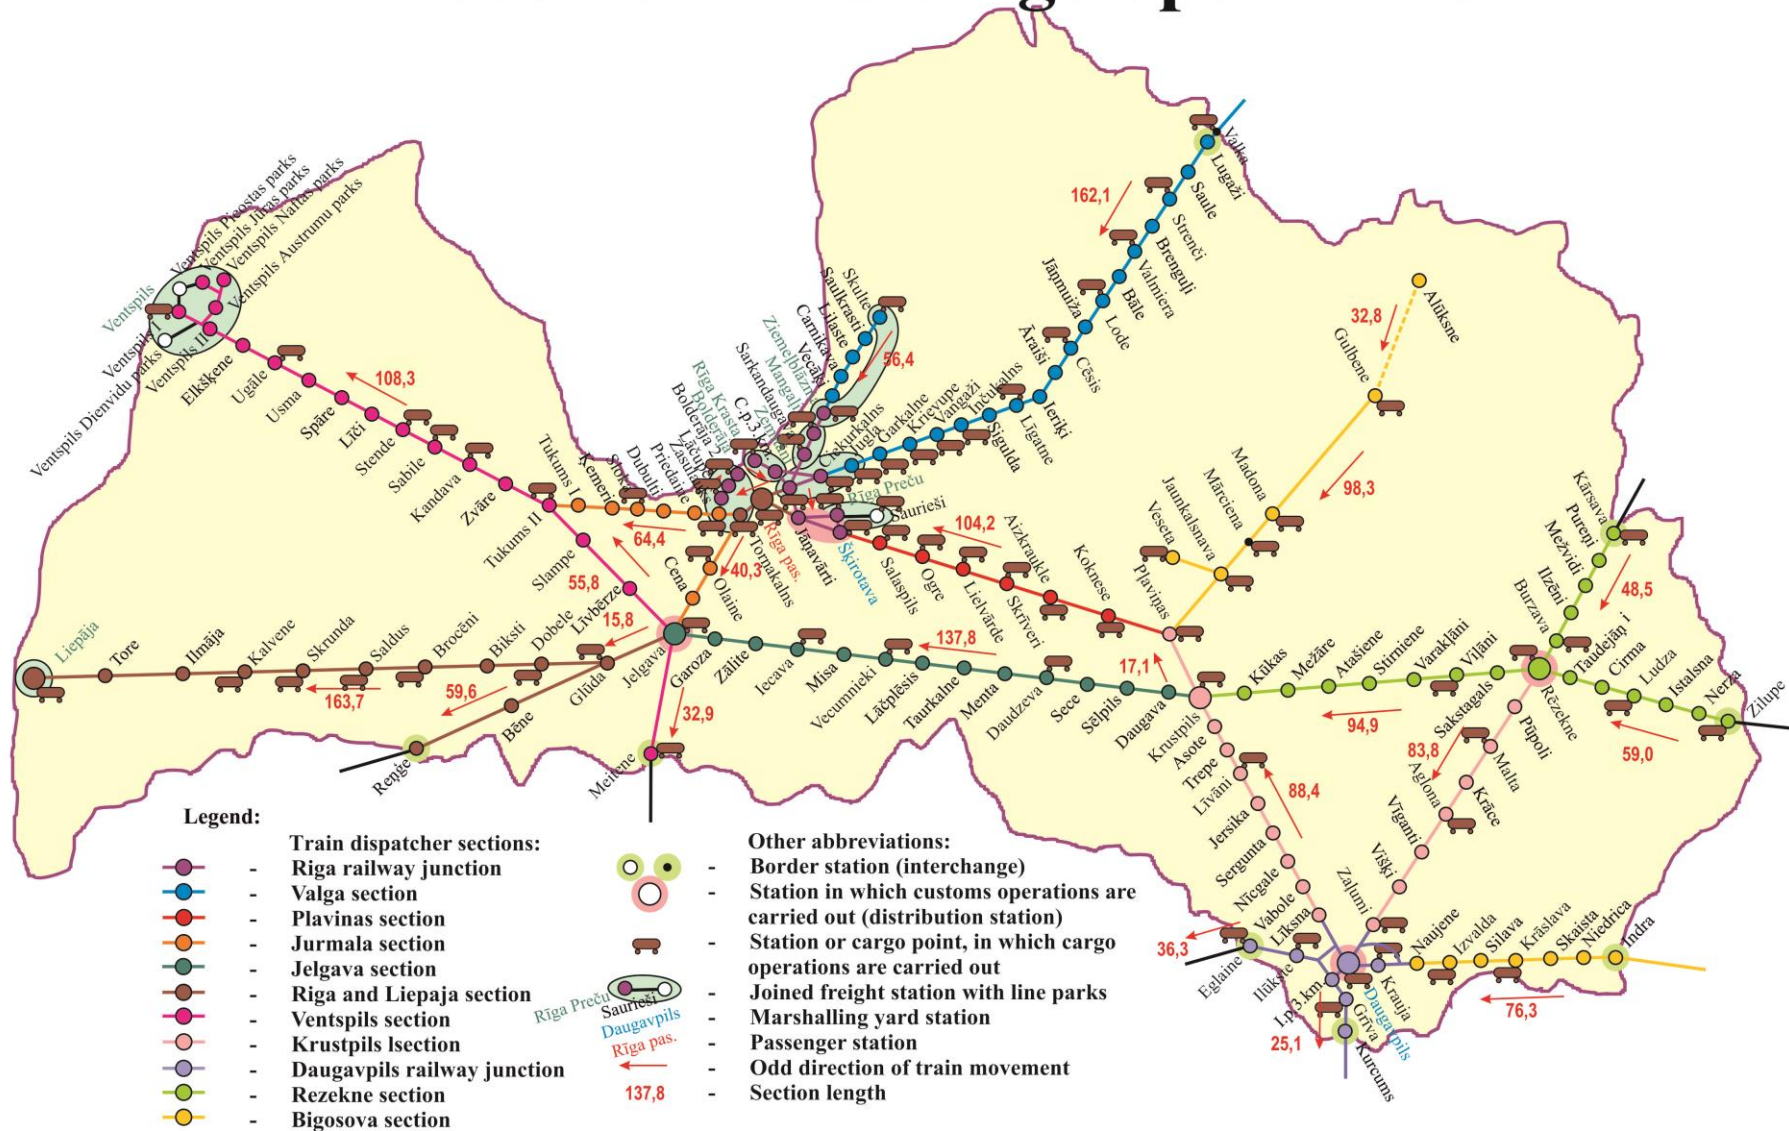 Valka
Lugaži
Saule
Strenči
Brenguļi
Valmiera
Bāle
Lode
Jāņmuiža
Cēsis
Āraiši
Ieriķi
Līgatne
Sigulda
Inčukalns
Vangaži
Krievupe
Garkalne
Jugla
Čiekurkalns
162,1
Alūksne
32,8
Gulbene
98,3
Madona
Mārciena
Jaunkalsnava
Veseta
Pļaviņas
Skulte
Saulkrasti
Lilaste
Carnikava
Vecāķi
56,4
Sarkandaugava
Rīga Krasta
Bolderāja
Bolderāja 2
C.p.3.km.
Lāčupe
Zasulauks
Priedaine
Dubulti
Sloka
Ķemeri
Tukums I
Tukums II
64,4
Rīga pas.
Torņakalns
40,3
Olaine
Cena
Jāņavārti
Šķirotava
Rīga Preču
Saurieši
Salaspils
Ogre
Lielvārde
Skrīveri
Aizkraukle
Koknese
104,2
Ventspils Pieostas parks
Ventspils Jūras parks
Ventspils Naftas parks
Ventspils Austrumu parks
Ventspils
Ventspils I
Ventspils Dienvidu parks
Ventspils II
Elkšķene
Ugāle
Usma
Spāre
Līči
Stende
Sabile
Kandava
Zvāre
108,3
Slampe
55,8
Līvbērze
15,8
Liepāja
Tore
Ilmāja
Kalvene
Skrunda
Saldus
Brocēni
Biksti
Dobele
Glūda
163,7
59,6
Bēne
Reņģe
Jelgava
Meitene
32,9
Garoza
Zālīte
Iecava
Misa
Vecumnieki
Lāčplēsis
Taurkalne
Menta
Daudzeva
Sece
Sēlpils
Daugava
Krustpils
137,8
17,1
Kūkas
Mežāre
Atašiene
Stirniene
Varakļāni
Viļāni
Sakstagals
Rēzekne
94,9
Kārsava
Pureņi
Mežvidi
Ilzēni
Burzava
48,5
Taudejāņi
Cirma
Ludza
Istalsna
Nerza
Zilupe
59,0
Pūpoli
Malta
Krāce
Aglona
Vīganti
Višķi
Zaļumi
83,8
Asote
Trepe
Līvāni
Jersika
Sergunta
Nīcgale
Vabole
Līksna
88,4
36,3
Eglaine
Ilūkste
I.p.3.km.
25,1
Grīva
Kurcums
Daugavpils
Krauja
Naujene
Izvalda
Silava
Krāslava
Skaista
Niedrica
Indra
76,3
Legend:
Train dispatcher sections:
- Riga railway junction
- Valga section
- Plavinas section
- Jurmala section
- Jelgava section
- Riga and Liepaja section
- Ventspils section
- Krustpils lsection
- Daugavpils railway junction
- Rezekne section
- Bigosova section
Other abbreviations:
- Border station (interchange)
- Station in which customs operations are
carried out (distribution station)
- Station or cargo point, in which cargo
operations are carried out
Rīga Preču Saurieši - Joined freight station with line parks
Daugavpils - Marshalling yard station
Rīga pas. - Passenger station
- Odd direction of train movement
137,8 - Section length